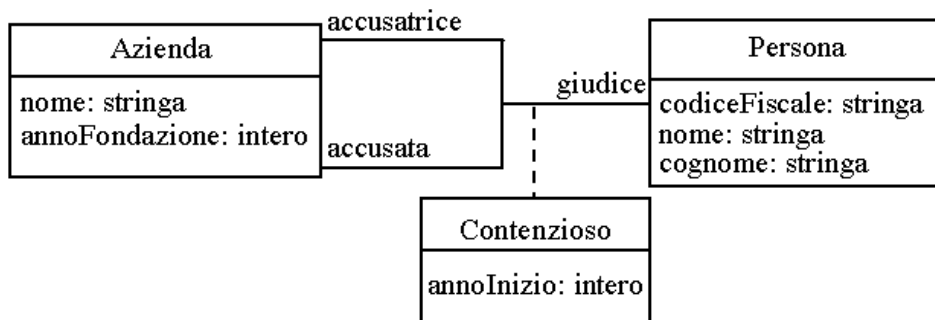 Azienda
nome: stringa
annoFondazione: intero
accusatrice
accusata
giudice
Persona
codiceFiscale: stringa
nome: stringa
cognome: stringa
Contenzioso
annoInizio: intero